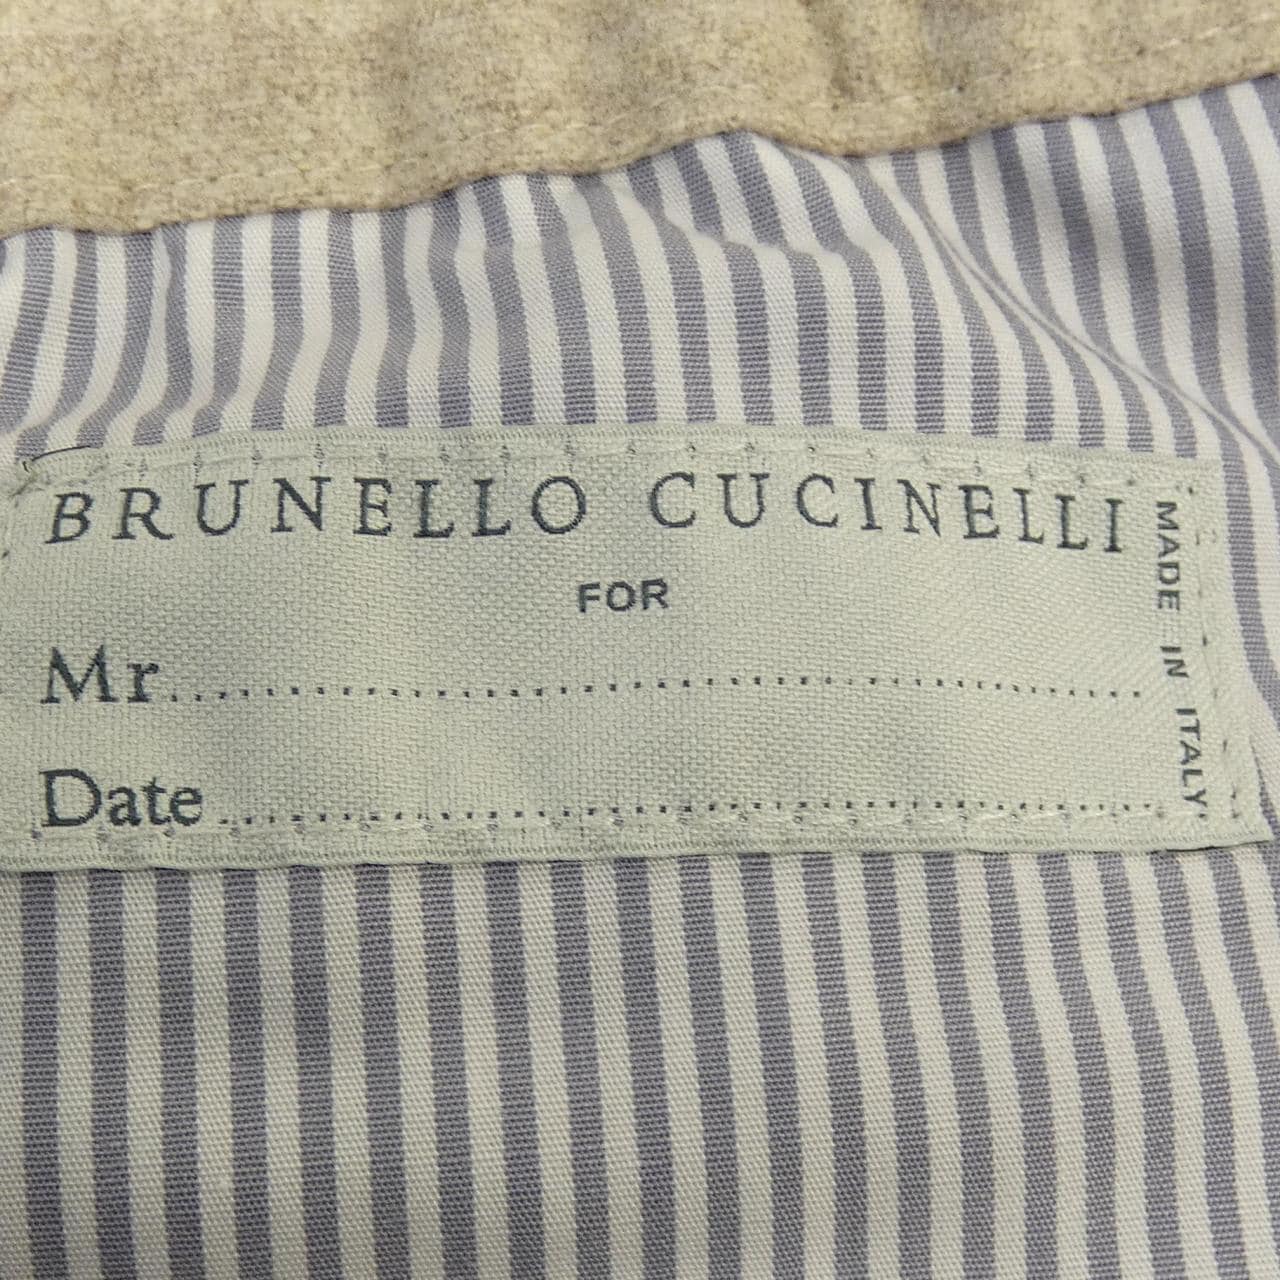 BRUNELLO CUCINELLI
FOR
Mr..........................................................
Date......................................................
MADE IN ITALY